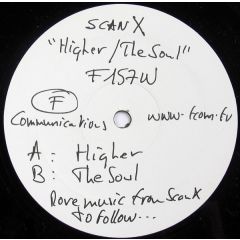 SCAN X
"Higher / The Soul"
F157W
F
Communications www.fcom.fr
A: Higher
B: The Soul
More music from Scan X
to follow...